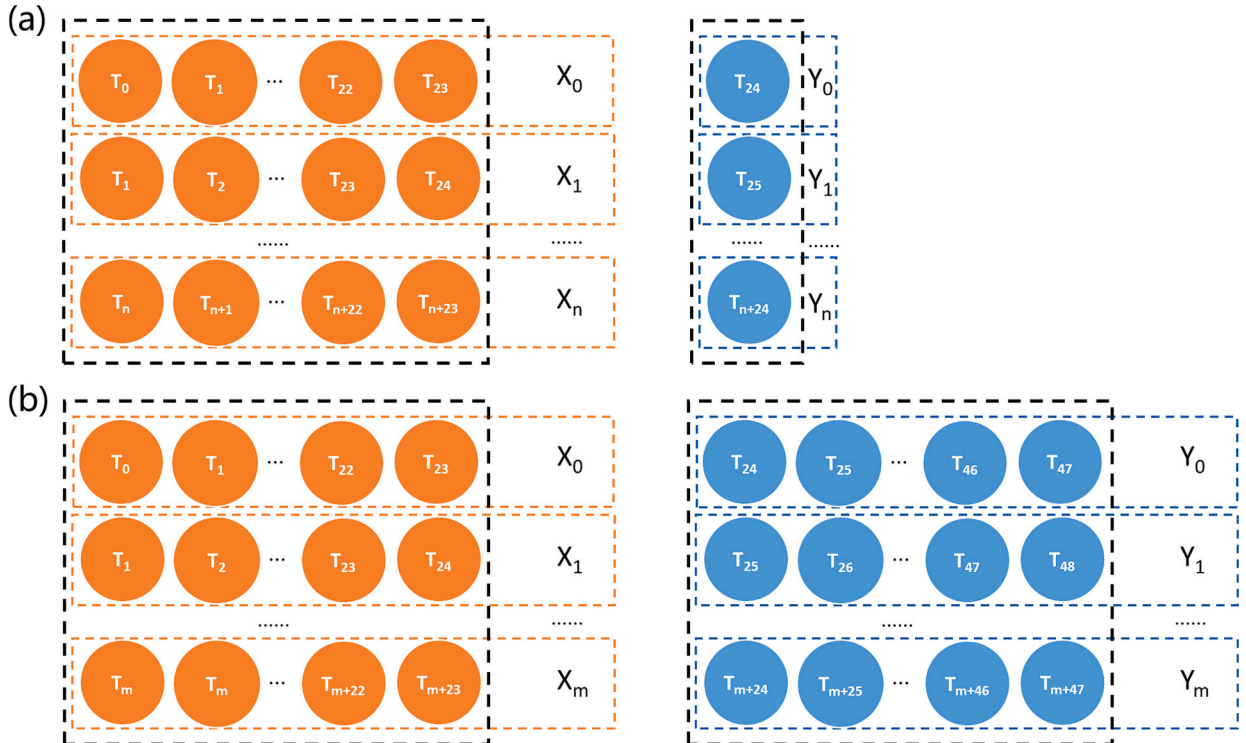 (a)
T0 T1 ... T22 T23 X0 T24 Y0
T1 T2 ... T23 T24 X1 T25 Y1
...... ...... ...... ......
Tn Tn+1 ... Tn+22 Tn+23 Xn Tn+24 Yn
(b)
T0 T1 ... T22 T23 X0 T24 T25 ... T46 T47 Y0
T1 T2 ... T23 T24 X1 T25 T26 ... T47 T48 Y1
...... ...... ...... ......
Tm Tm ... Tm+22 Tm+23 Xm Tm+24 Tm+25 ... Tm+46 Tm+47 Ym